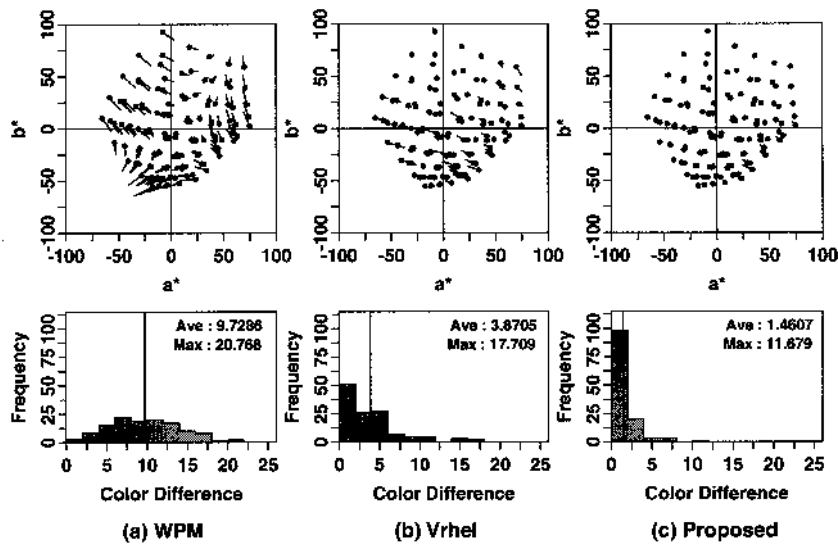 100
50
0
-50
-100
b*
-100 -50 0 50 100
a*
100
50
0
-50
-100
b*
-100 -50 0 50 100
a*
100
50
0
-50
-100
b*
-100 -50 0 50 100
a*
Ave : 9.7286
Max : 20.768
100
75
50
25
0
Frequency
0 5 10 15 20 25
Color Difference
(a) WPM
Ave : 3.8705
Max : 17.709
100
75
50
25
0
Frequency
0 5 10 15 20 25
Color Difference
(b) Vrhel
Ave : 1.4607
Max : 11.679
100
75
50
25
0
Frequency
0 5 10 15 20 25
Color Difference
(c) Proposed